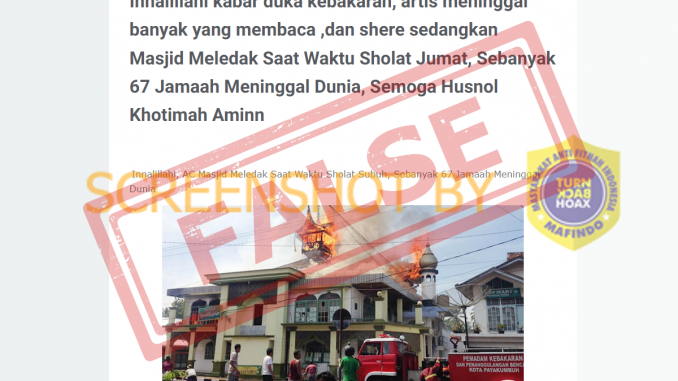 Innalillahi kabar duka kebakaran, artis meninggal
banyak yang membaca ,dan shere sedangkan
Masjid Meledak Saat Waktu Sholat Jumat, Sebanyak
67 Jamaah Meninggal Dunia, Semoga Husnol
Khotimah Aminn
FALSE
Innalillahi, AC Masjid Meledak Saat Waktu Sholat Subuh, Sebanyak 67 Jamaah Meninggal
Dunia
SCREENSHOT BY
MASYARAKAT ANTI FITNAH INDONESIA
TURN
BACK
HOAX
MAFINDO
PEMADAM KEBAKARAN
DAN PENANGGULANGAN BENC
KOTA PAYAKUMBUH